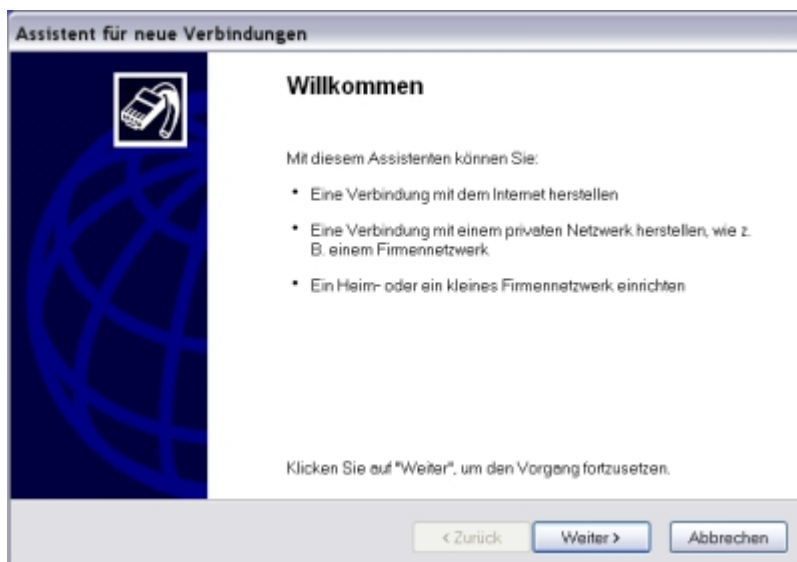 Assistent für neue Verbindungen
Willkommen
Mit diesem Assistenten können Sie:
• Eine Verbindung mit dem Internet herstellen
• Eine Verbindung mit einem privaten Netzwerk herstellen, wie z.
B. einem Firmennetzwerk
• Ein Heim- oder ein kleines Firmennetzwerk einrichten
Klicken Sie auf "Weiter", um den Vorgang fortzusetzen.
< Zurück Weiter > Abbrechen